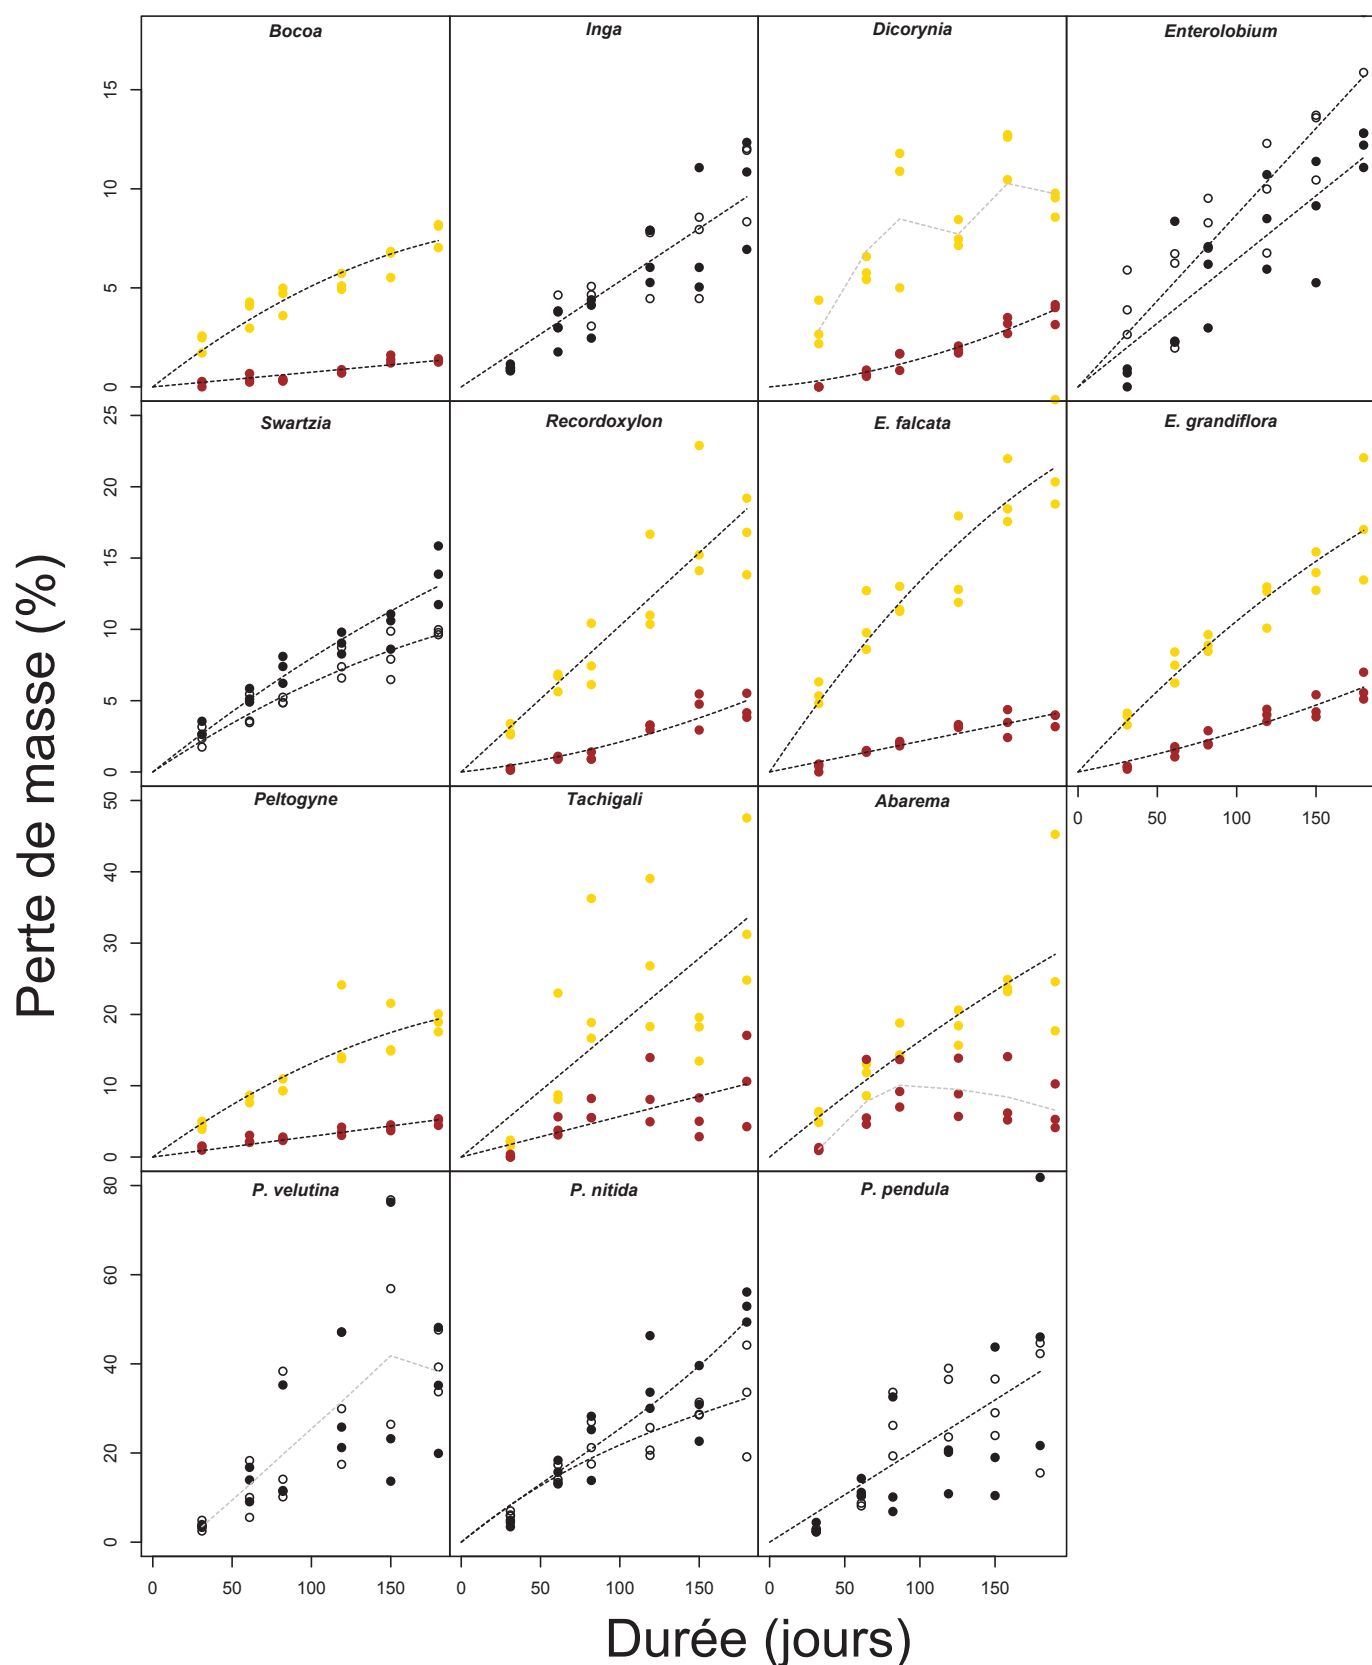 Bocoa Inga Dicorynia Enterolobium
0 5 10 15
Swartzia Recordoxylon E. falcata E. grandiflora
0 5 10 15 20 25
0 50 100 150
Peltogyne Tachigali Abarema
0 10 20 30 40 50
P. velutina P. nitida P. pendula
0 20 40 60 80
0 50 100 150 0 50 100 150 0 50 100 150
Perte de masse (%)
Durée (jours)